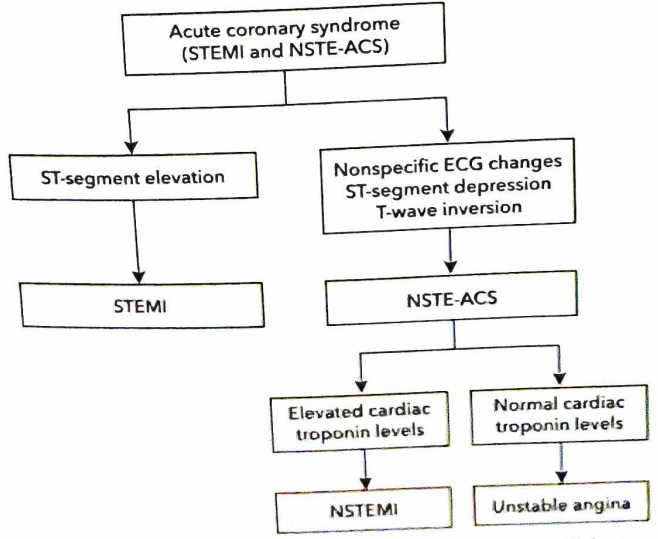 Acute coronary syndrome
(STEMI and NSTE-ACS)
ST-segment elevation
Nonspecific ECG changes
ST-segment depression
T-wave inversion
STEMI
NSTE-ACS
Elevated cardiac
troponin levels
Normal cardiac
troponin levels
NSTEMI
Unstable angina